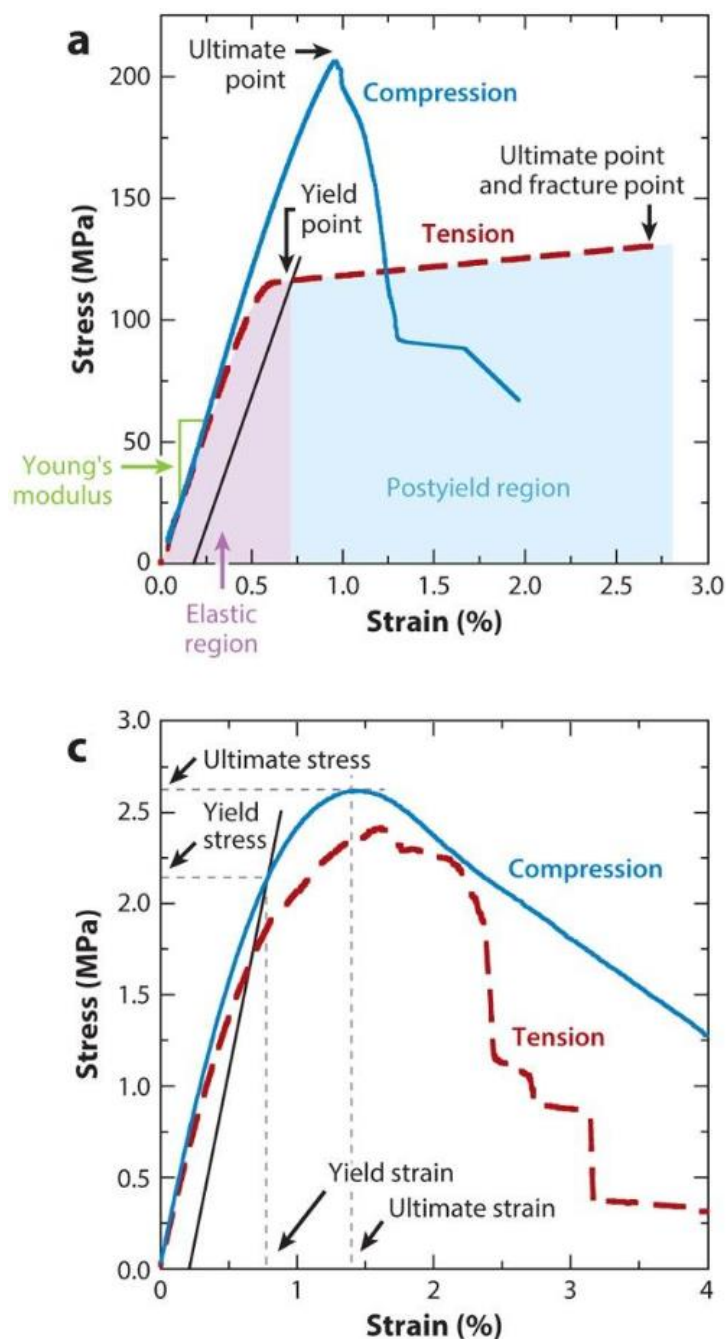 a
Ultimate
point
Compression
Ultimate point
and fracture point
Yield
point
Tension
Young's
modulus
Postyield region
Elastic
region
Stress (MPa)
200
150
100
50
0
0.0
0.5
1.0
1.5
2.0
2.5
3.0
Strain (%)
c
Ultimate stress
Yield
stress
Compression
Tension
Yield strain
Ultimate strain
Stress (MPa)
3.0
2.5
2.0
1.5
1.0
0.5
0.0
0
1
2
3
4
Strain (%)